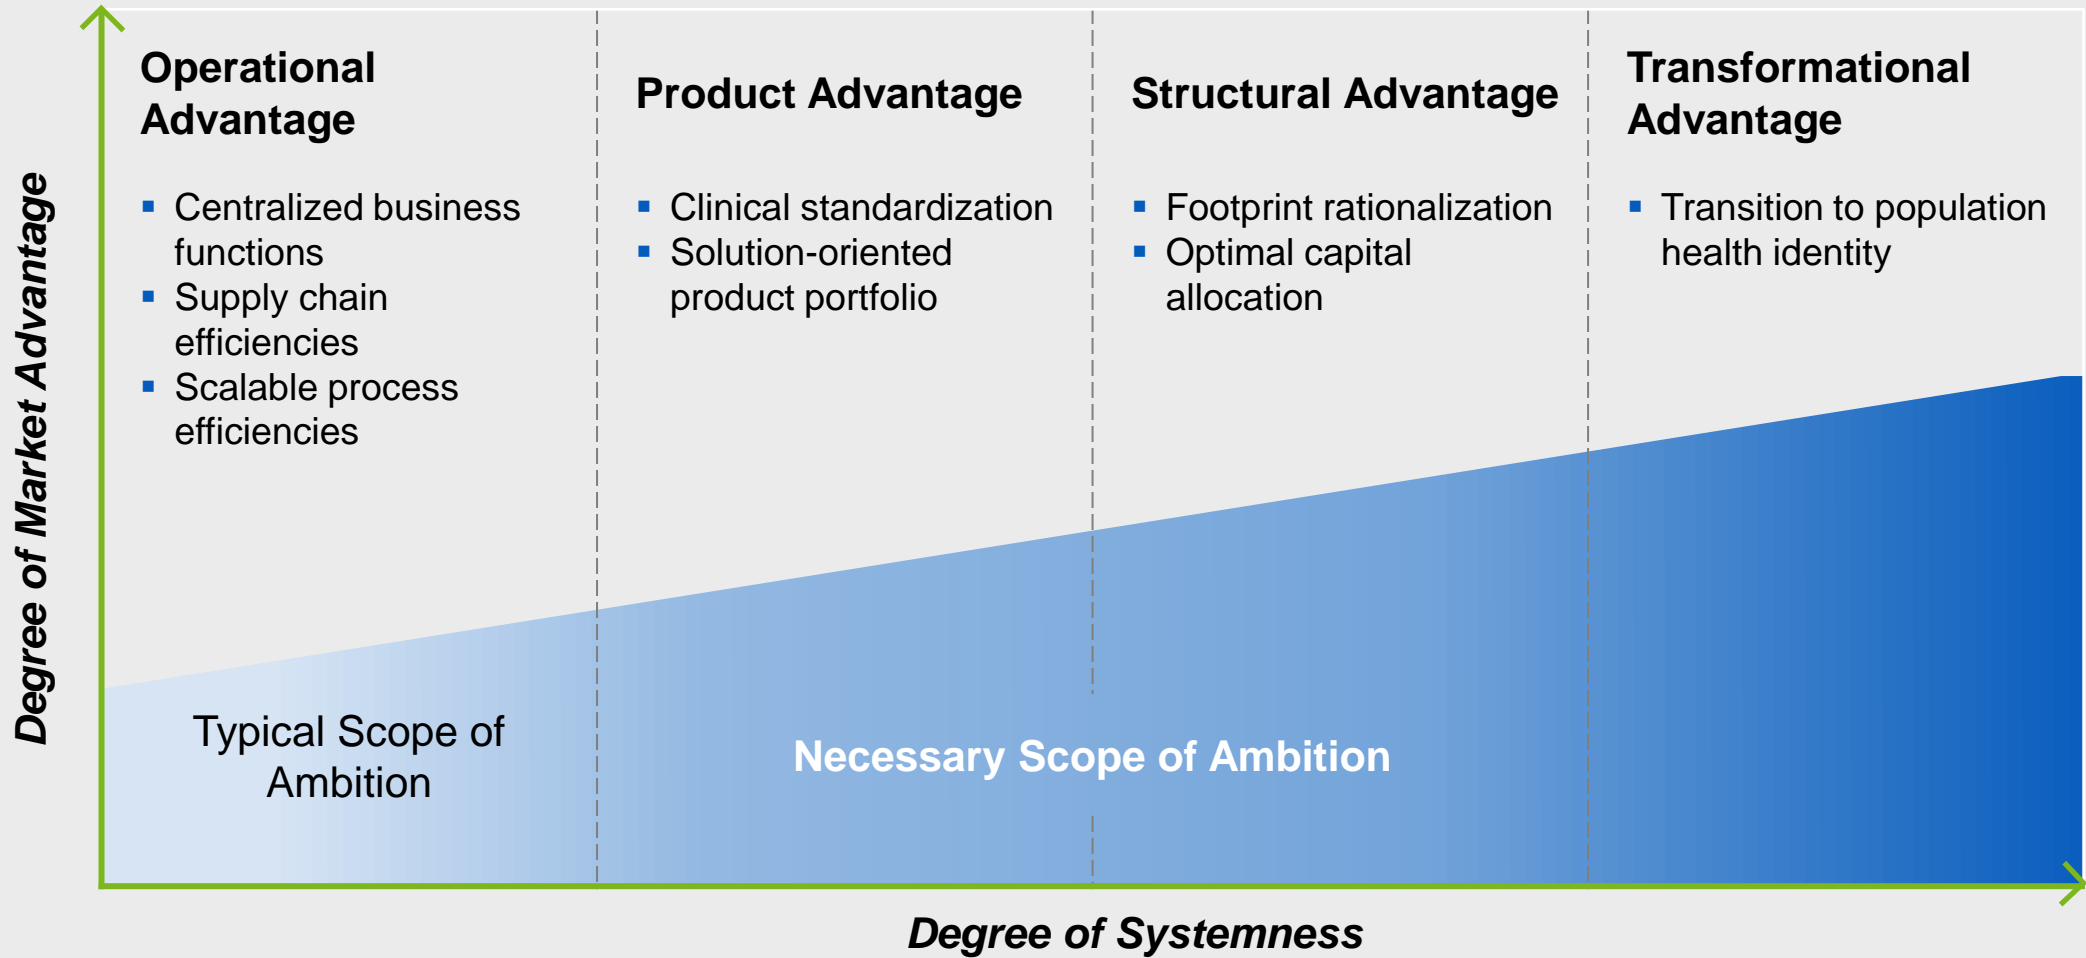 Degree of Market Advantage
Operational
Advantage
▪ Centralized business
functions
▪ Supply chain
efficiencies
▪ Scalable process
efficiencies
Product Advantage
▪ Clinical standardization
▪ Solution-oriented
product portfolio
Structural Advantage
▪ Footprint rationalization
▪ Optimal capital
allocation
Transformational
Advantage
▪ Transition to population
health identity
Typical Scope of
Ambition
Necessary Scope of Ambition
Degree of Systemness